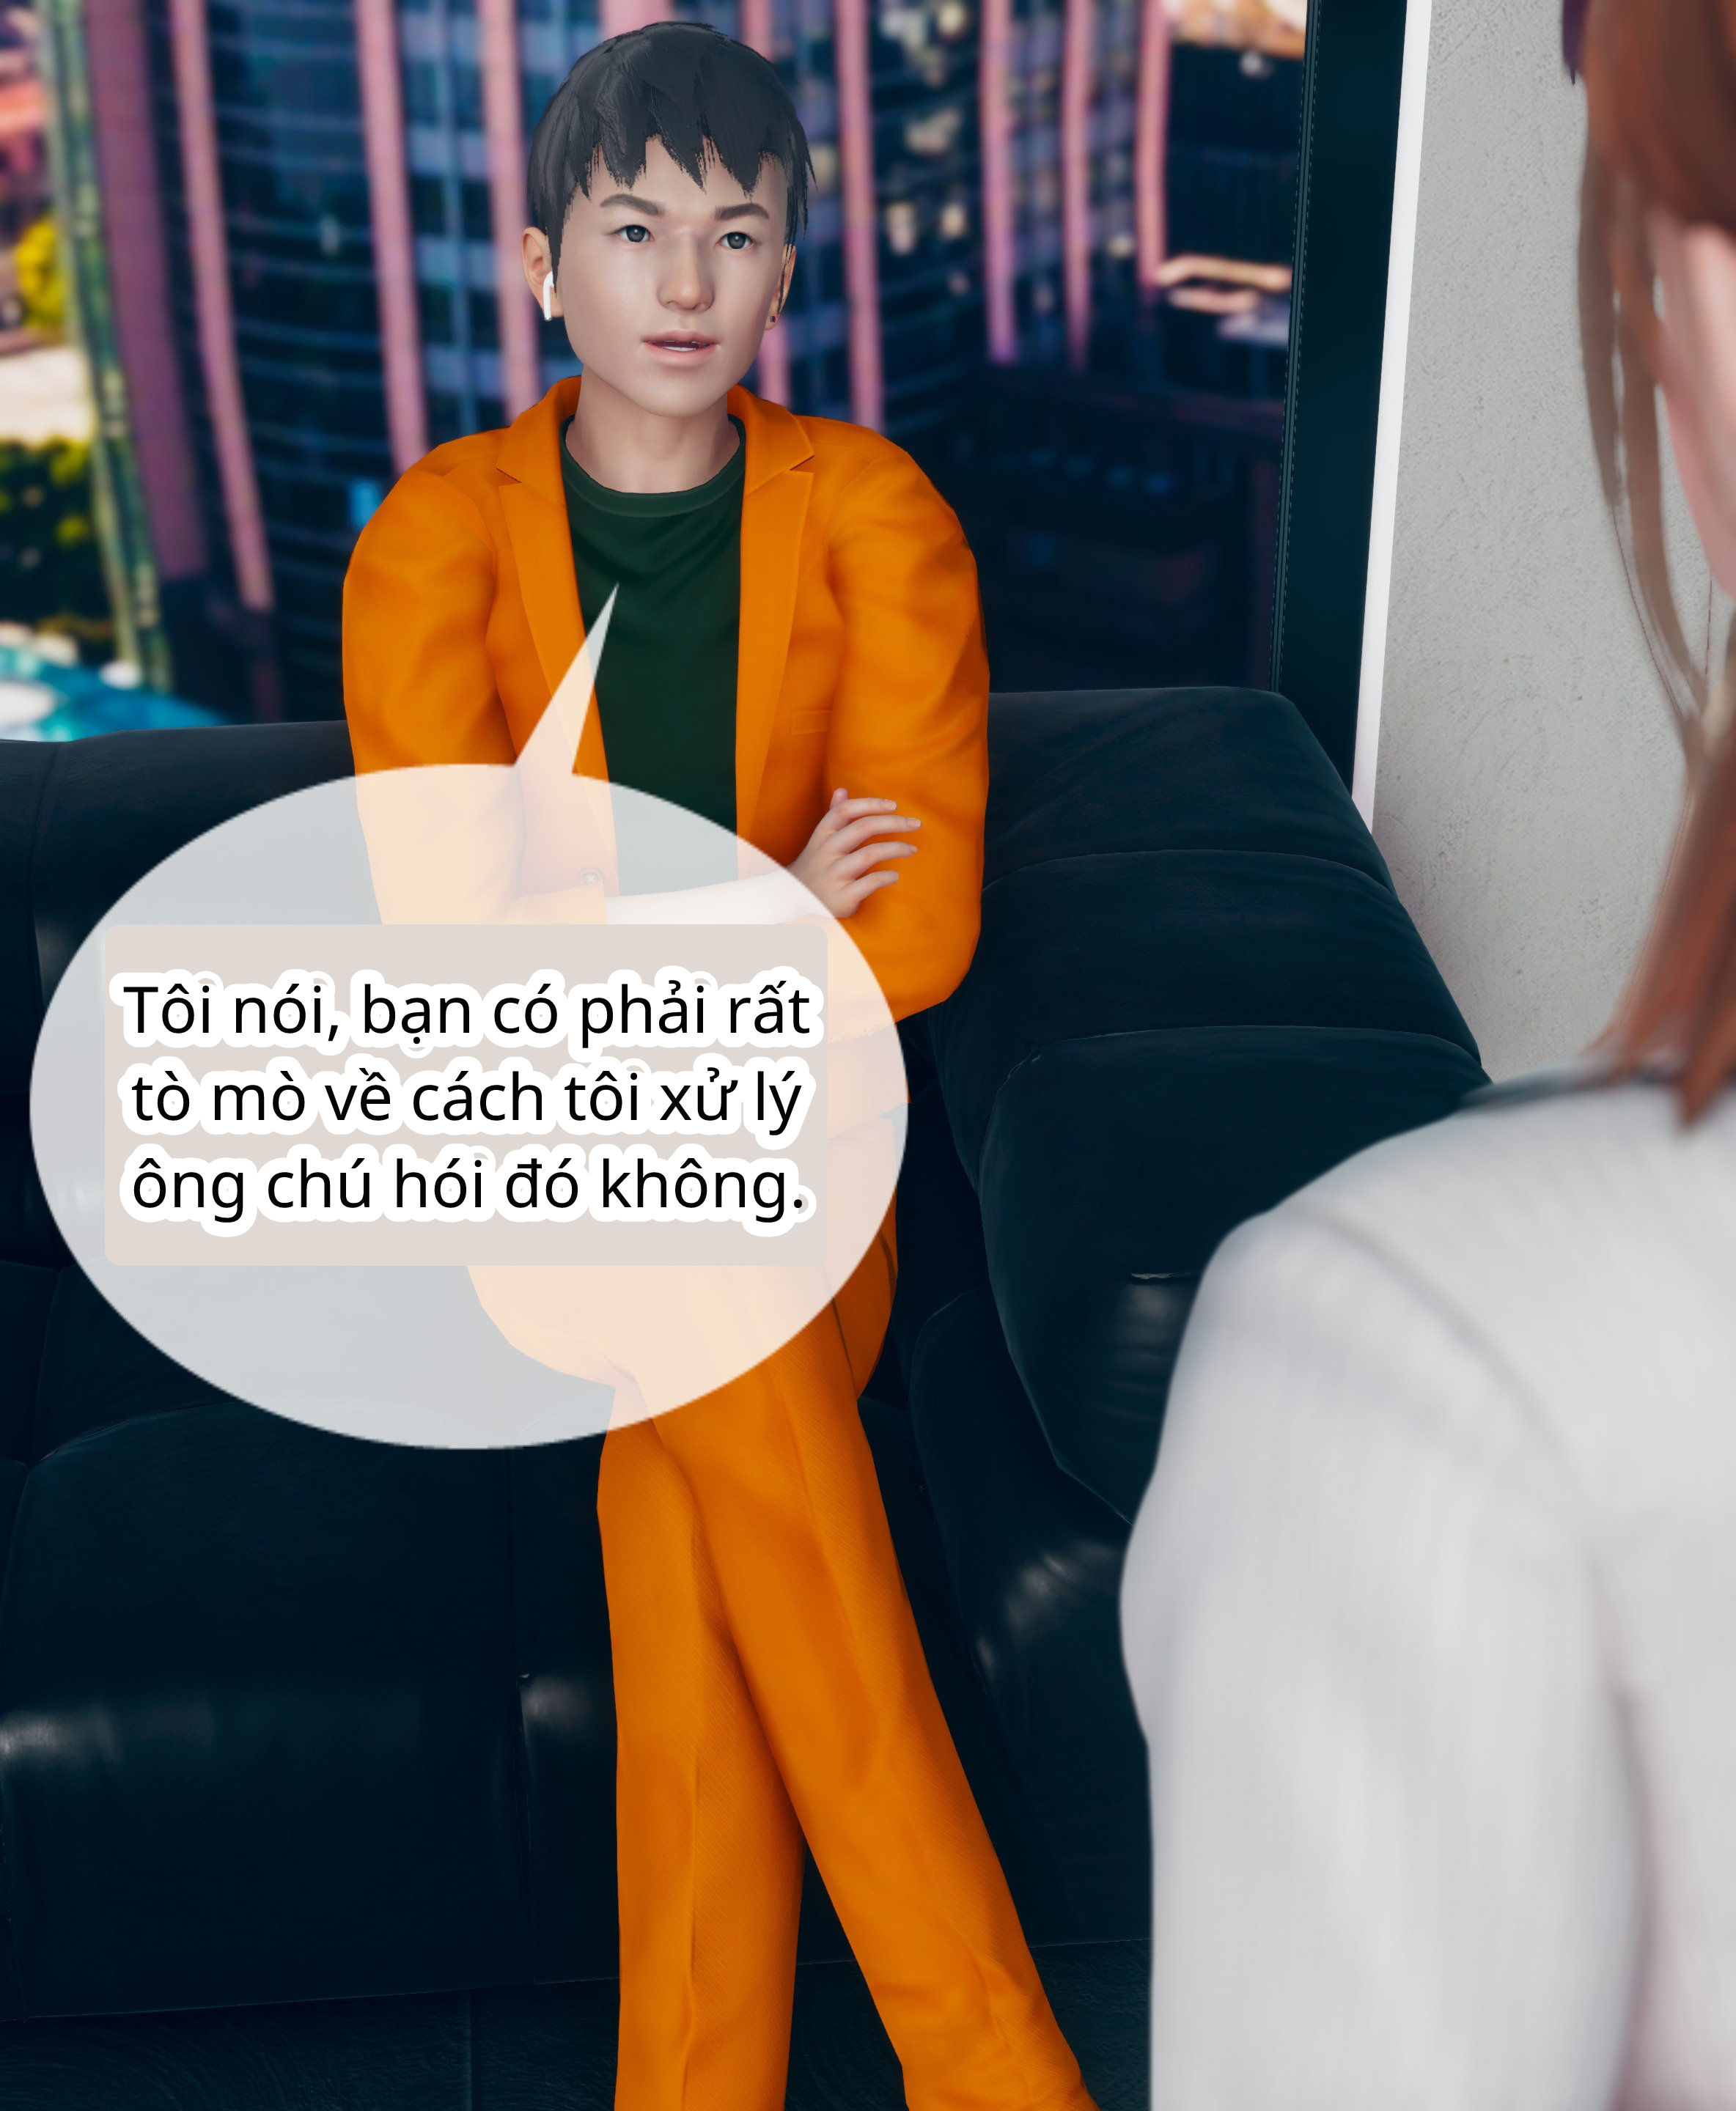 Tôi nói, bạn có phải rất
tò mò về cách tôi xử lý
ông chú hói đó không.